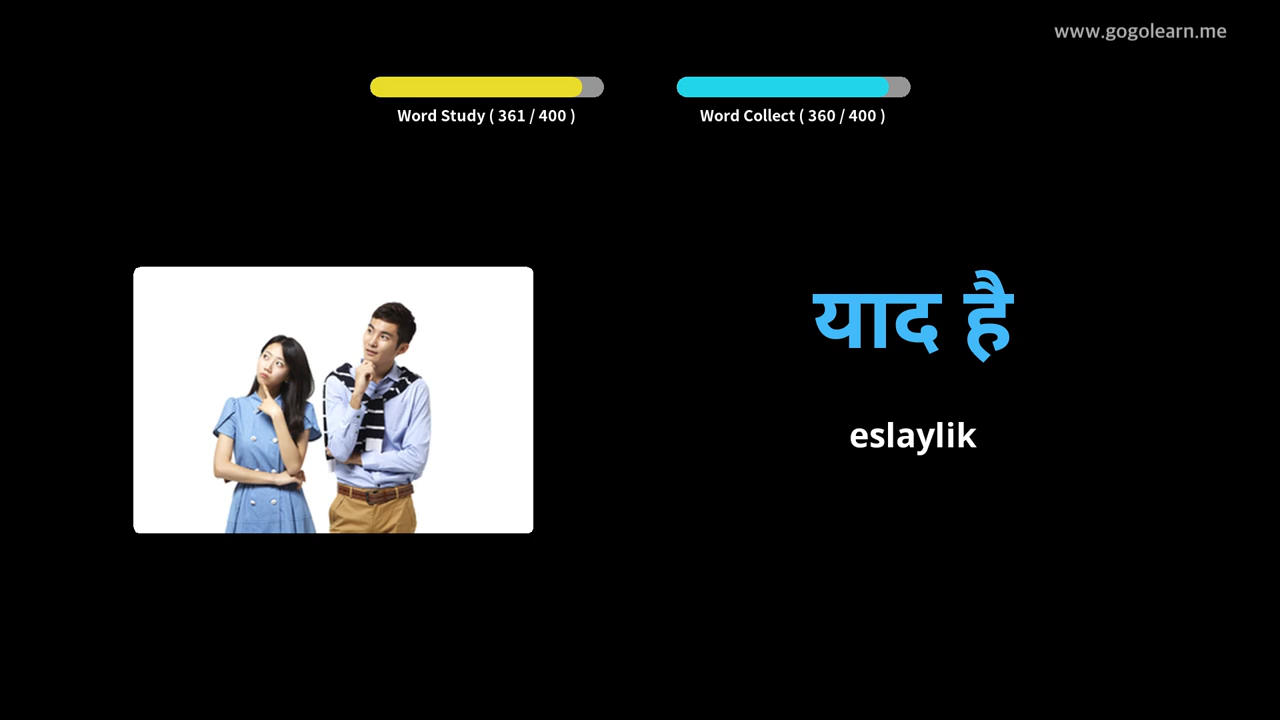 www.gogolearn.me
Word Study ( 361 / 400 )
Word Collect ( 360 / 400 )
याद है
eslaylik